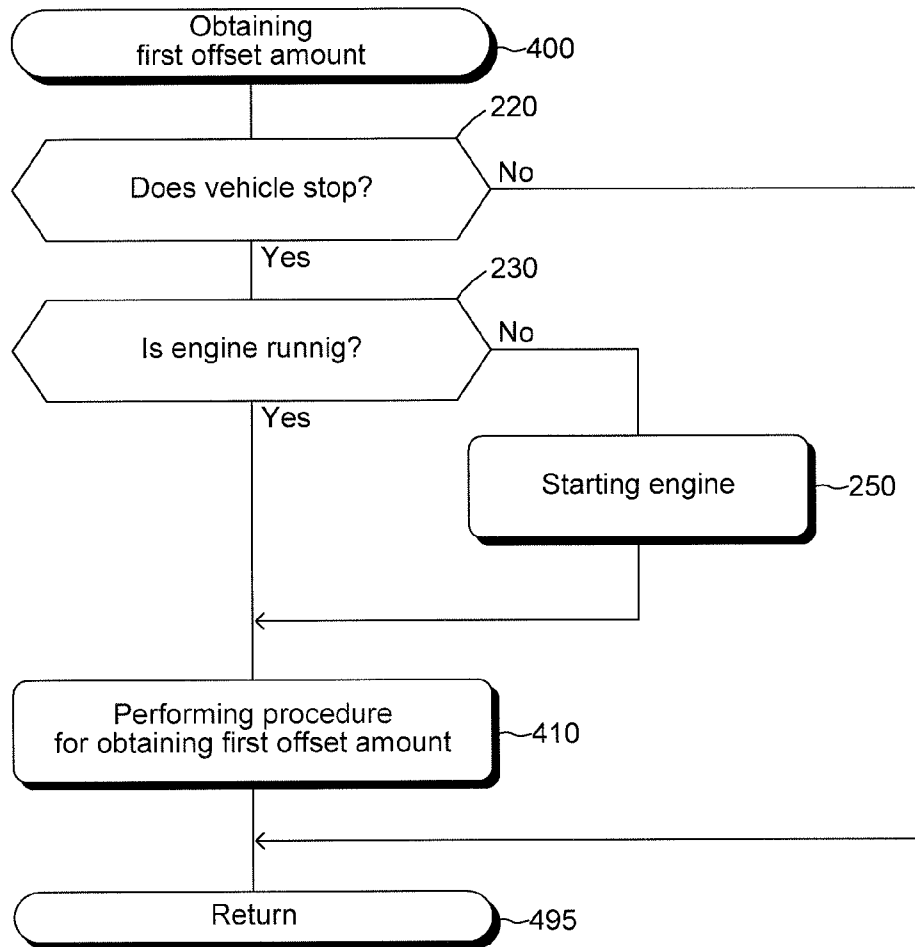 Obtaining
first offset amount
400
220
Does vehicle stop?
No
Yes
230
Is engine runnig?
No
Yes
Starting engine
250
Performing procedure
for obtaining first offset amount
410
Return
495